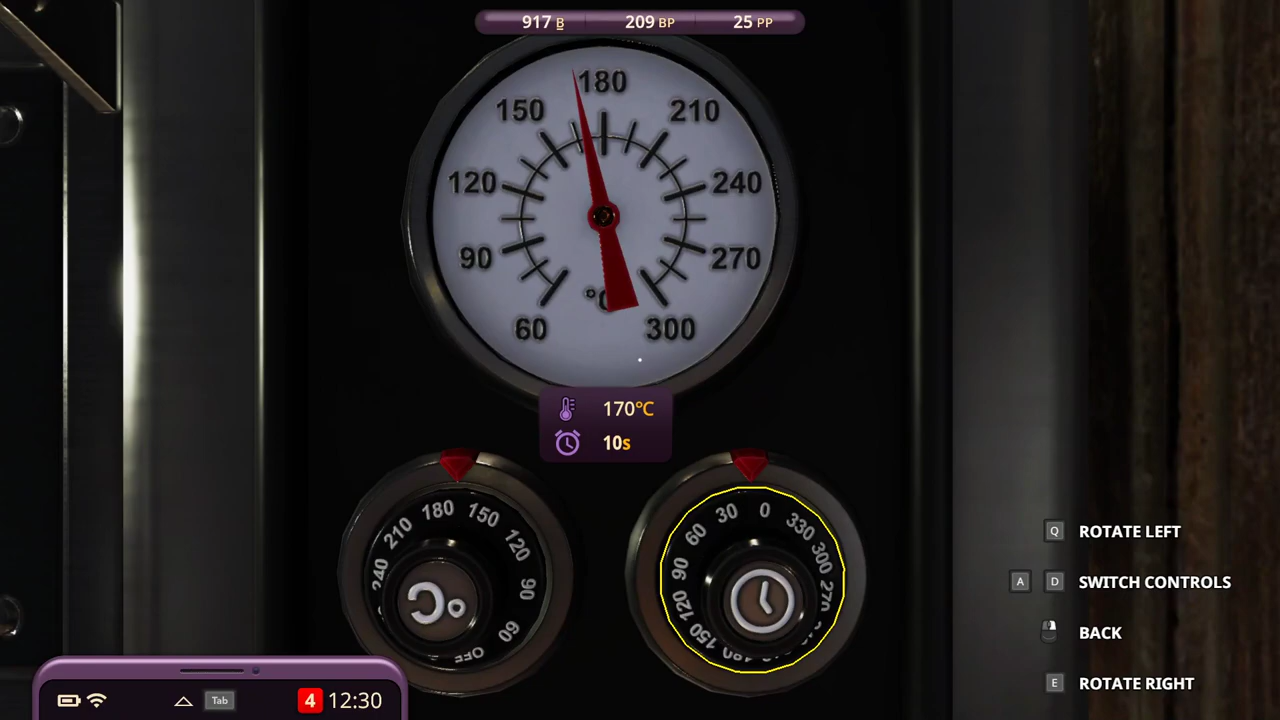 917 B 209 BP 25 PP
180
150 210
120 240
90 270
°C
60 300
170°C
10s
OFF 60 90 120 150 180 210 240
0 30 60 90 120 150 180 270 300 330
Q ROTATE LEFT
A D SWITCH CONTROLS
BACK
E ROTATE RIGHT
Tab 4 12:30